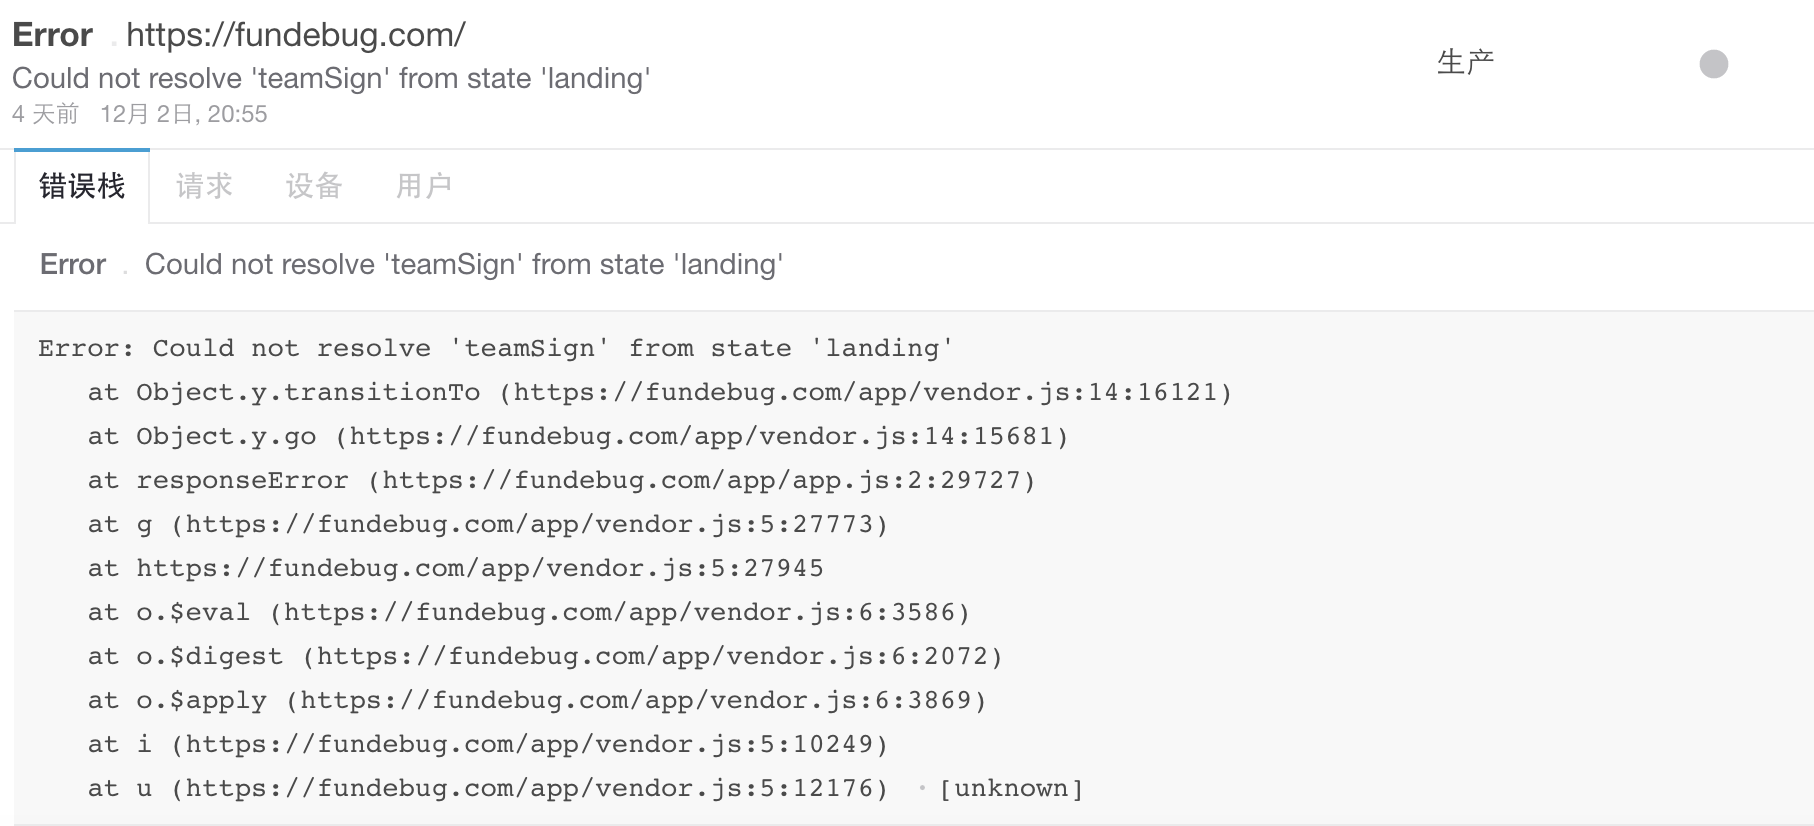 Error . https://fundebug.com/
Could not resolve 'teamSign' from state 'landing'
生产
4 天前 12月 2日, 20:55
错误栈 请求 设备 用户
Error . Could not resolve 'teamSign' from state 'landing'
Error: Could not resolve 'teamSign' from state 'landing'
at Object.y.transitionTo (https://fundebug.com/app/vendor.js:14:16121)
at Object.y.go (https://fundebug.com/app/vendor.js:14:15681)
at responseError (https://fundebug.com/app/app.js:2:29727)
at g (https://fundebug.com/app/vendor.js:5:27773)
at https://fundebug.com/app/vendor.js:5:27945
at o.$eval (https://fundebug.com/app/vendor.js:6:3586)
at o.$digest (https://fundebug.com/app/vendor.js:6:2072)
at o.$apply (https://fundebug.com/app/vendor.js:6:3869)
at i (https://fundebug.com/app/vendor.js:5:10249)
at u (https://fundebug.com/app/vendor.js:5:12176) · [unknown]